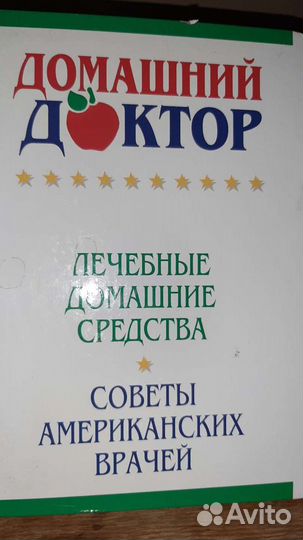 ДОМАШНИЙ
ДОКТОР
ЛЕЧЕБНЫЕ
ДОМАШНИЕ
СРЕДСТВА
СОВЕТЫ
АМЕРИКАНСКИХ
ВРАЧЕЙ
Avito